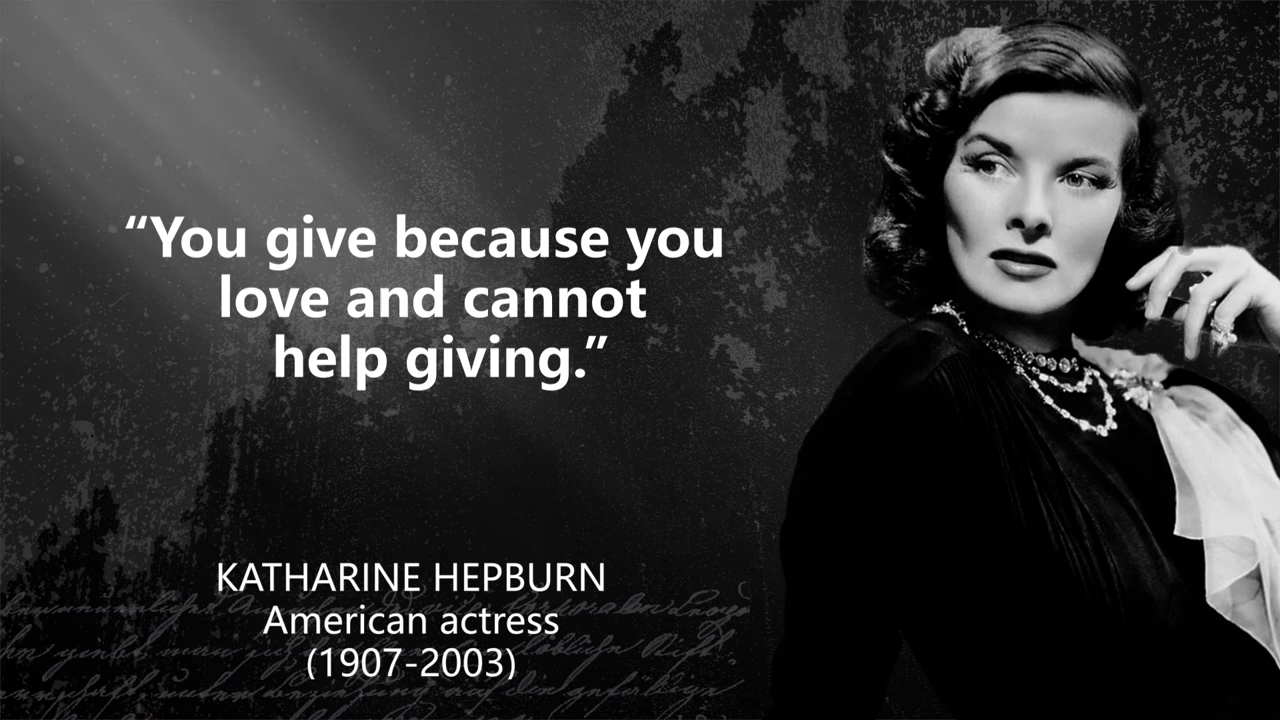 “You give because you
love and cannot
help giving.”
KATHARINE HEPBURN
American actress
(1907-2003)